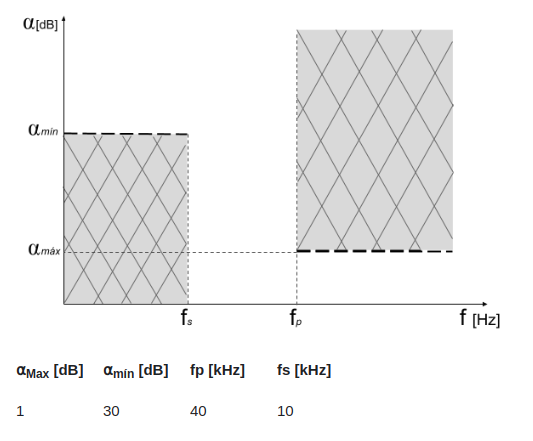 α[dB]
αmín
αmáx
fs fp f [Hz]
αMax [dB] αmín [dB] fp [kHz] fs [kHz]
1 30 40 10